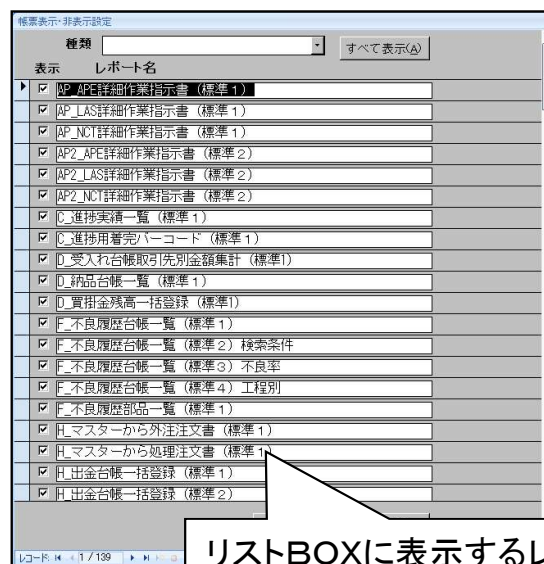 帳票表示・非表示設定
種類
すべて表示(A)
表示 レポート名
AP_APE詳細作業指示書（標準１）
AP_LAS詳細作業指示書（標準１）
AP_NCT詳細作業指示書（標準１）
AP2_APE詳細作業指示書（標準２）
AP2_LAS詳細作業指示書（標準２）
AP2_NCT詳細作業指示書（標準２）
C_進捗実績一覧（標準１）
C_進捗用着完バーコード（標準１）
D_受入れ台帳取引先別金額集計（標準1）
D_納品台帳一覧（標準１）
D_買掛金残高一括登録（標準1）
F_不良履歴台帳一覧（標準１）
F_不良履歴台帳一覧（標準２）検索条件
F_不良履歴台帳一覧（標準３）不良率
F_不良履歴台帳一覧（標準４）工程別
F_不良履歴部品一覧（標準１）
H_マスターから外注注文書（標準１）
H_マスターから処理注文書（標準１）
H_出金台帳一括登録（標準１）
H_出金台帳一括登録（標準２）
リストBOXに表示するレ
レコード: 1 / 139